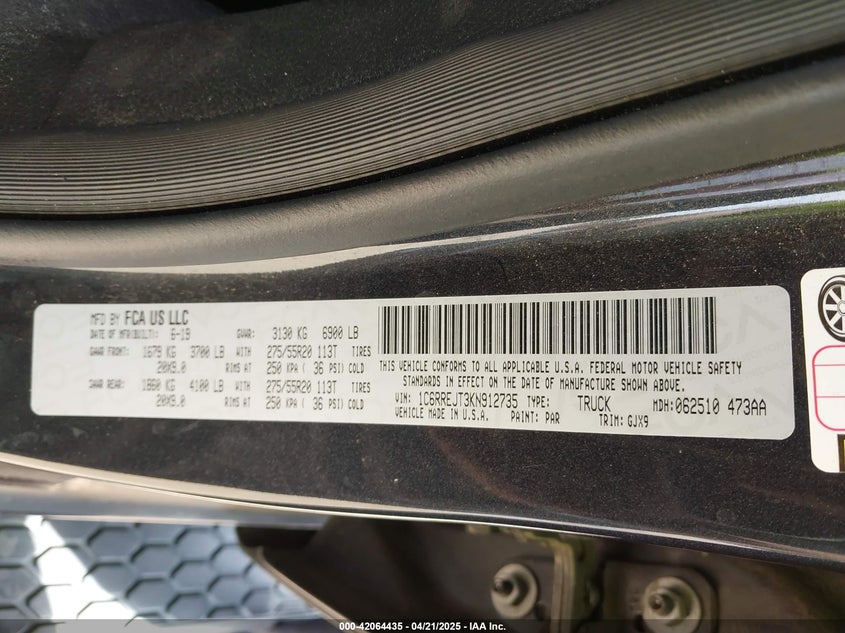 MFD BY FCA US LLC
DATE OF MFR(BUILT): 6-19 GVWR: 3130 KG 6900 LB
GAWR FRONT: 1679 KG 3700 LB WITH 275/55R20 113T TIRES
20X9.0 RIMS AT 250 KPA ( 36 PSI) COLD
GAWR REAR: 1860 KG 4100 LB WITH 275/55R20 113T TIRES
20X9.0 RIMS AT 250 KPA ( 36 PSI) COLD
THIS VEHICLE CONFORMS TO ALL APPLICABLE U.S.A. FEDERAL MOTOR VEHICLE SAFETY
STANDARDS IN EFFECT ON THE DATE OF MANUFACTURE SHOWN ABOVE.
VIN: 1C6RREJT3KN912735 TYPE: TRUCK MDH: 062510 473AA
VEHICLE MADE IN U.S.A. PAINT: PAR TRIM: GJX9
000-42064435 - 04/21/2025 - IAA Inc.